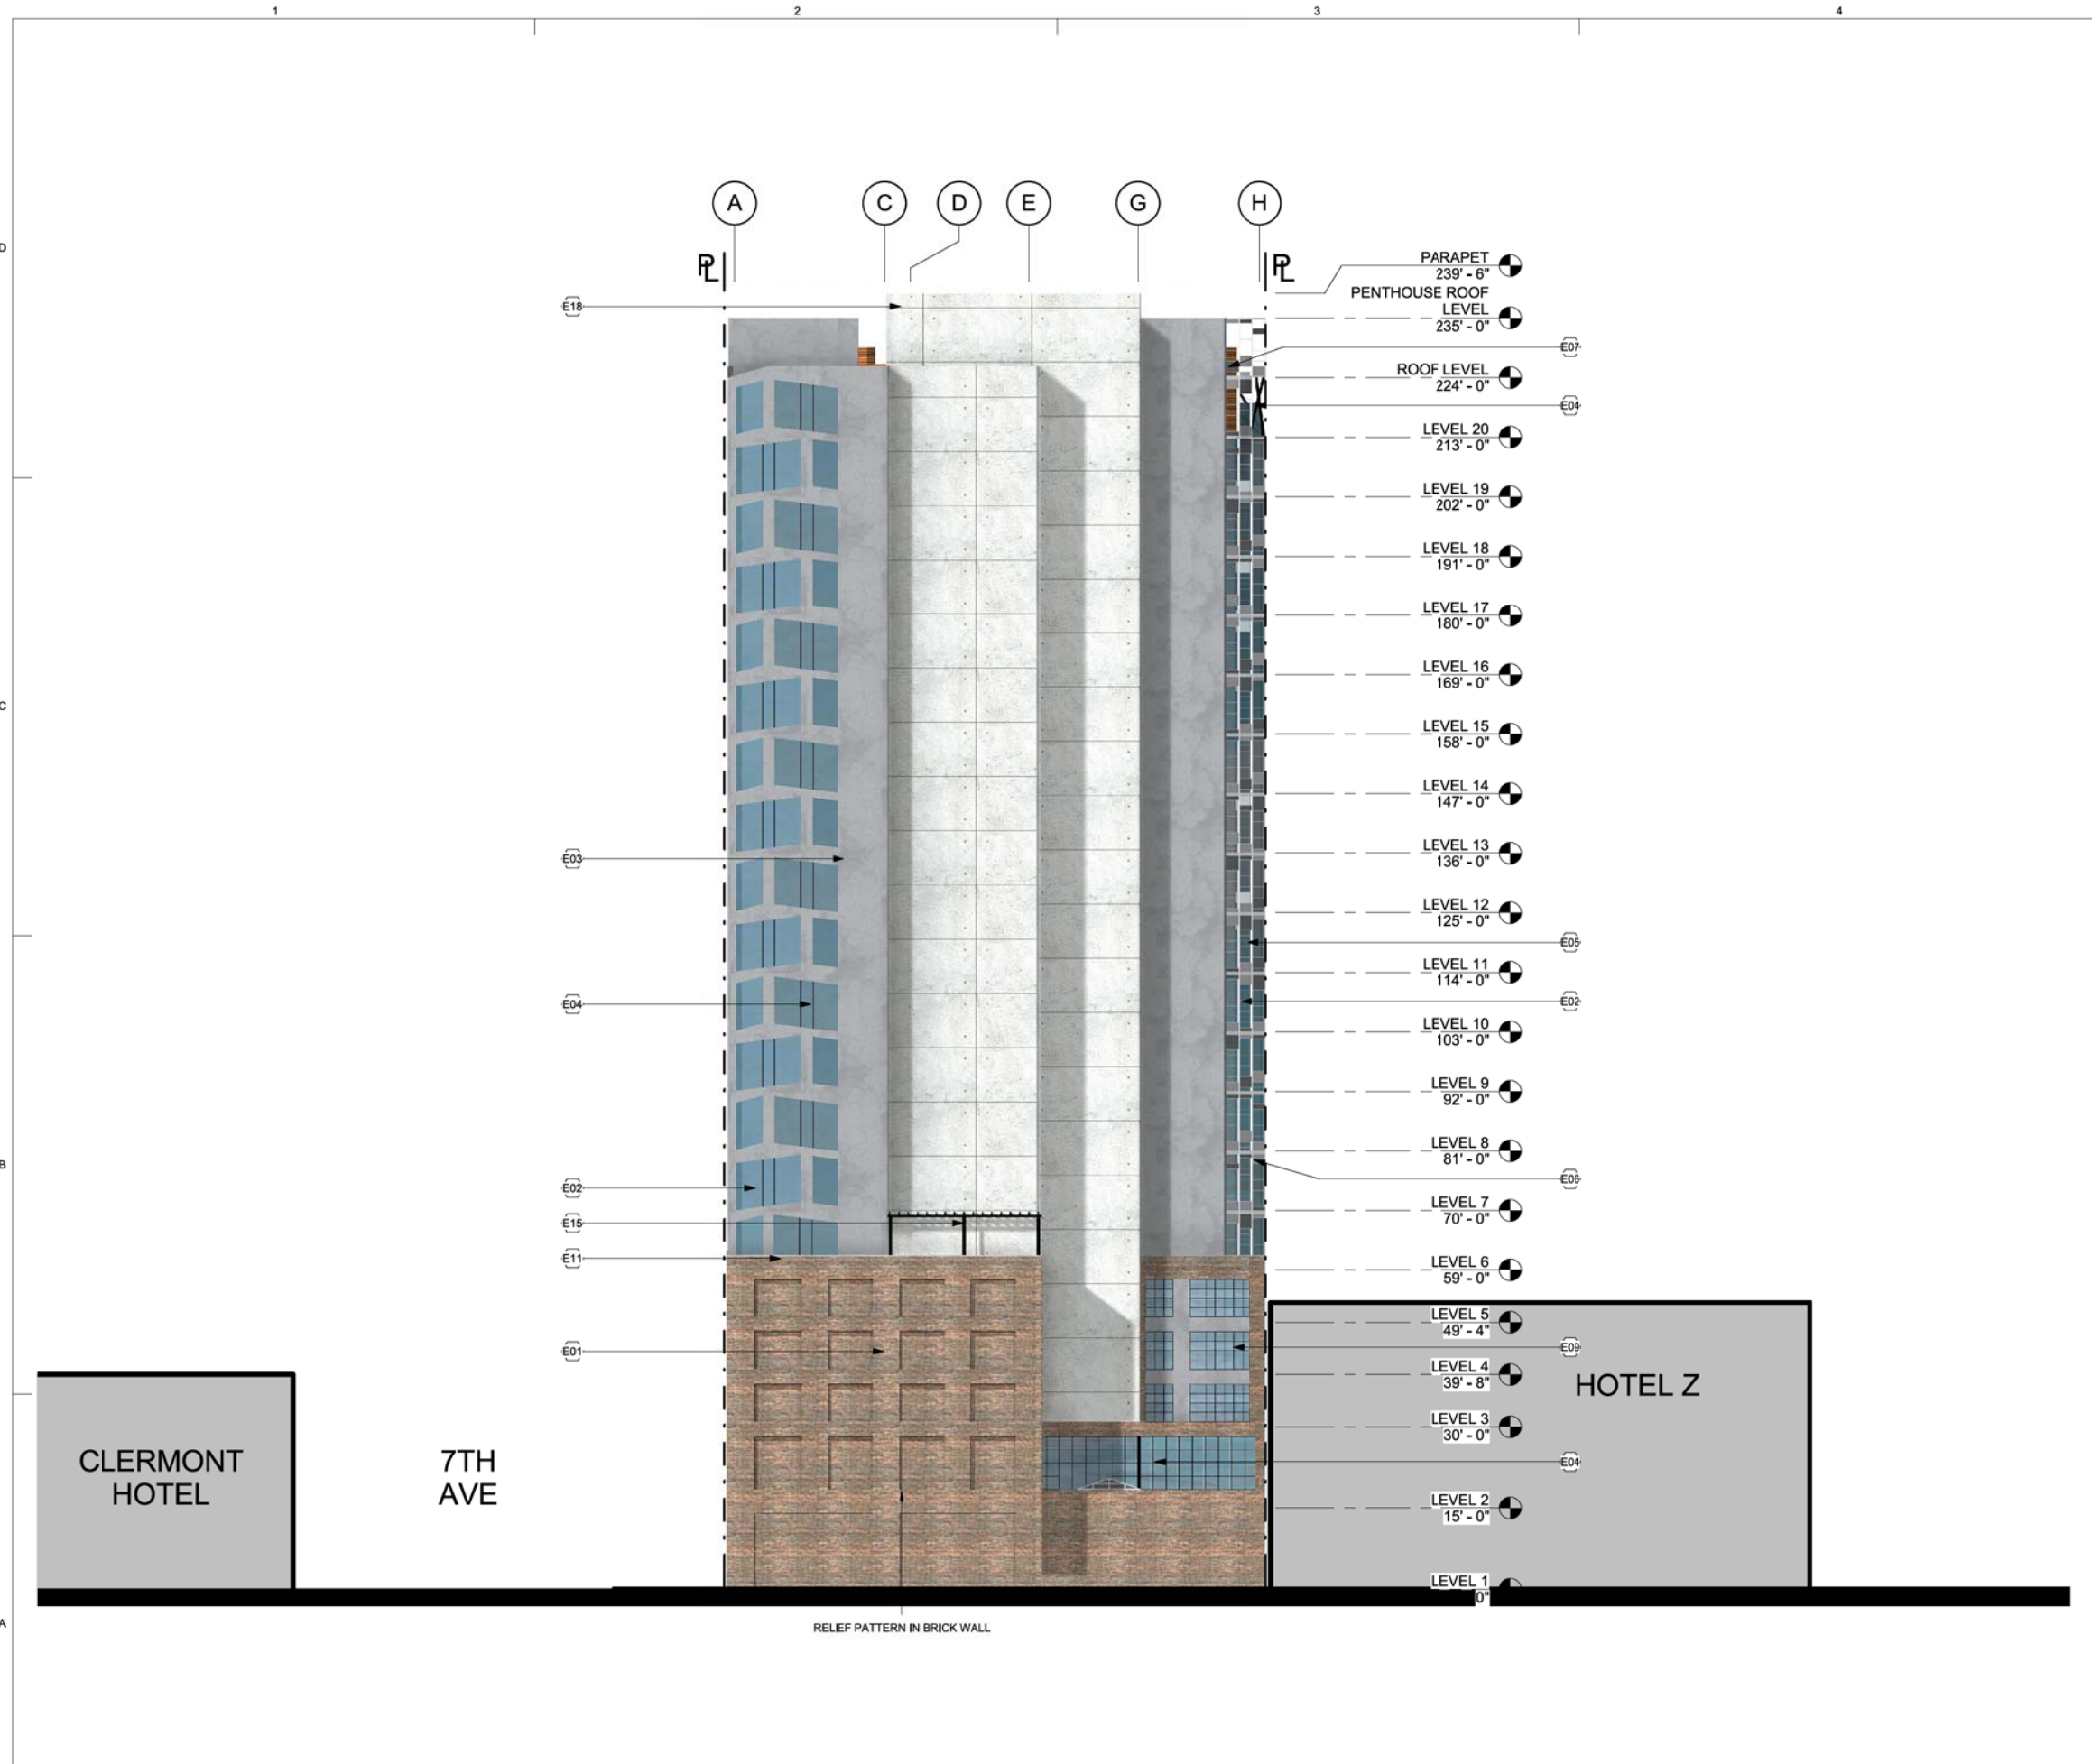 1 2 3 4
A C D E G H
D
PL PL
PARAPET
239' - 6"
E18
PENTHOUSE ROOF
LEVEL
235' - 0"
E07
ROOF LEVEL
224' - 0"
E04
LEVEL 20
213' - 0"
LEVEL 19
202' - 0"
LEVEL 18
191' - 0"
LEVEL 17
180' - 0"
LEVEL 16
169' - 0"
C
LEVEL 15
158' - 0"
LEVEL 14
147' - 0"
LEVEL 13
136' - 0"
E03
LEVEL 12
125' - 0"
E05
LEVEL 11
114' - 0"
E04
E02
LEVEL 10
103' - 0"
LEVEL 9
92' - 0"
LEVEL 8
81' - 0"
B
E02
LEVEL 7
70' - 0"
E15
E11
LEVEL 6
59' - 0"
LEVEL 5
49' - 4"
E01
E09
LEVEL 4
39' - 8"
HOTEL Z
LEVEL 3
30' - 0"
CLERMONT
HOTEL
7TH
AVE
E04
LEVEL 2
15' - 0"
LEVEL 1
0"
A
RELIEF PATTERN IN BRICK WALL